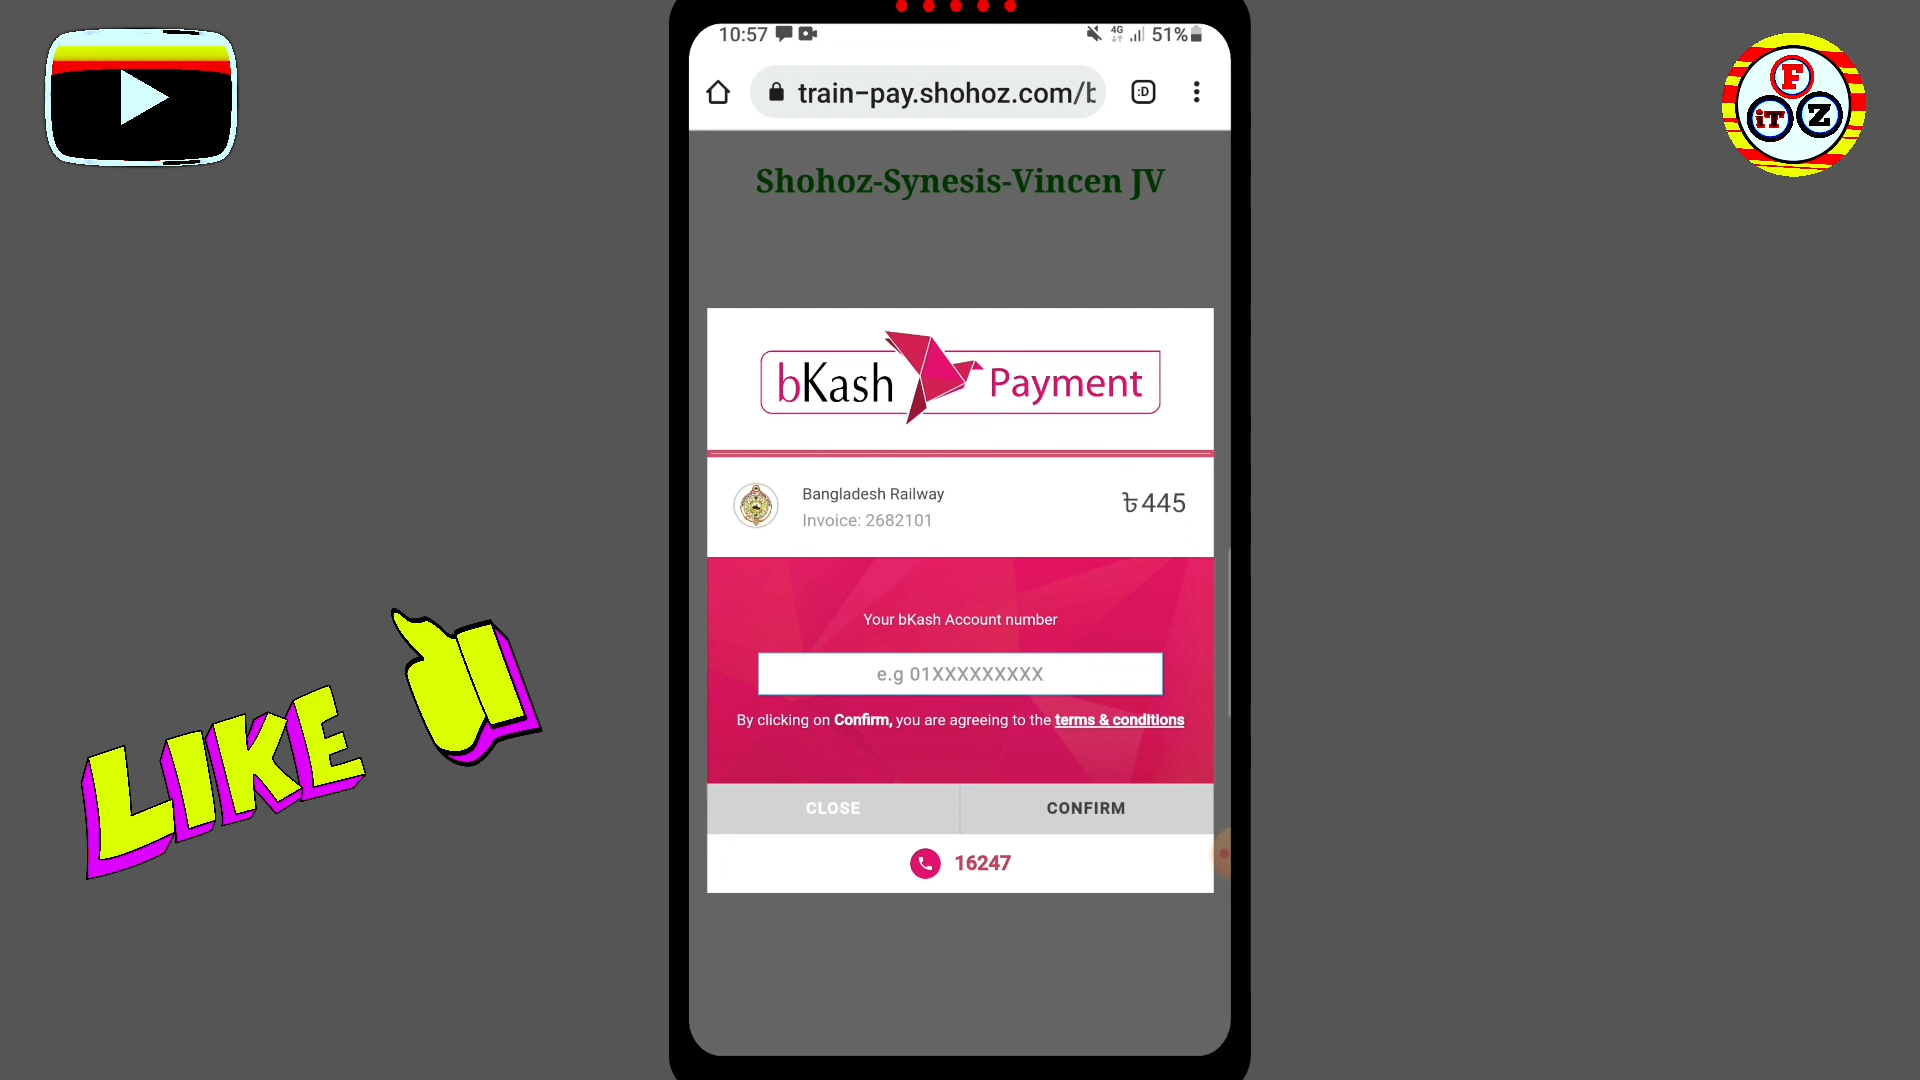 10:57 4G 51%
train-pay.shohoz.com/b
:D
Shohoz-Synesis-Vincen JV
bKash Payment
Bangladesh Railway
৳445
Invoice: 2682101
Your bKash Account number
e.g 01XXXXXXXXX
By clicking on Confirm, you are agreeing to the terms & conditions
CLOSE CONFIRM
16247
LIKE
F
iT Z